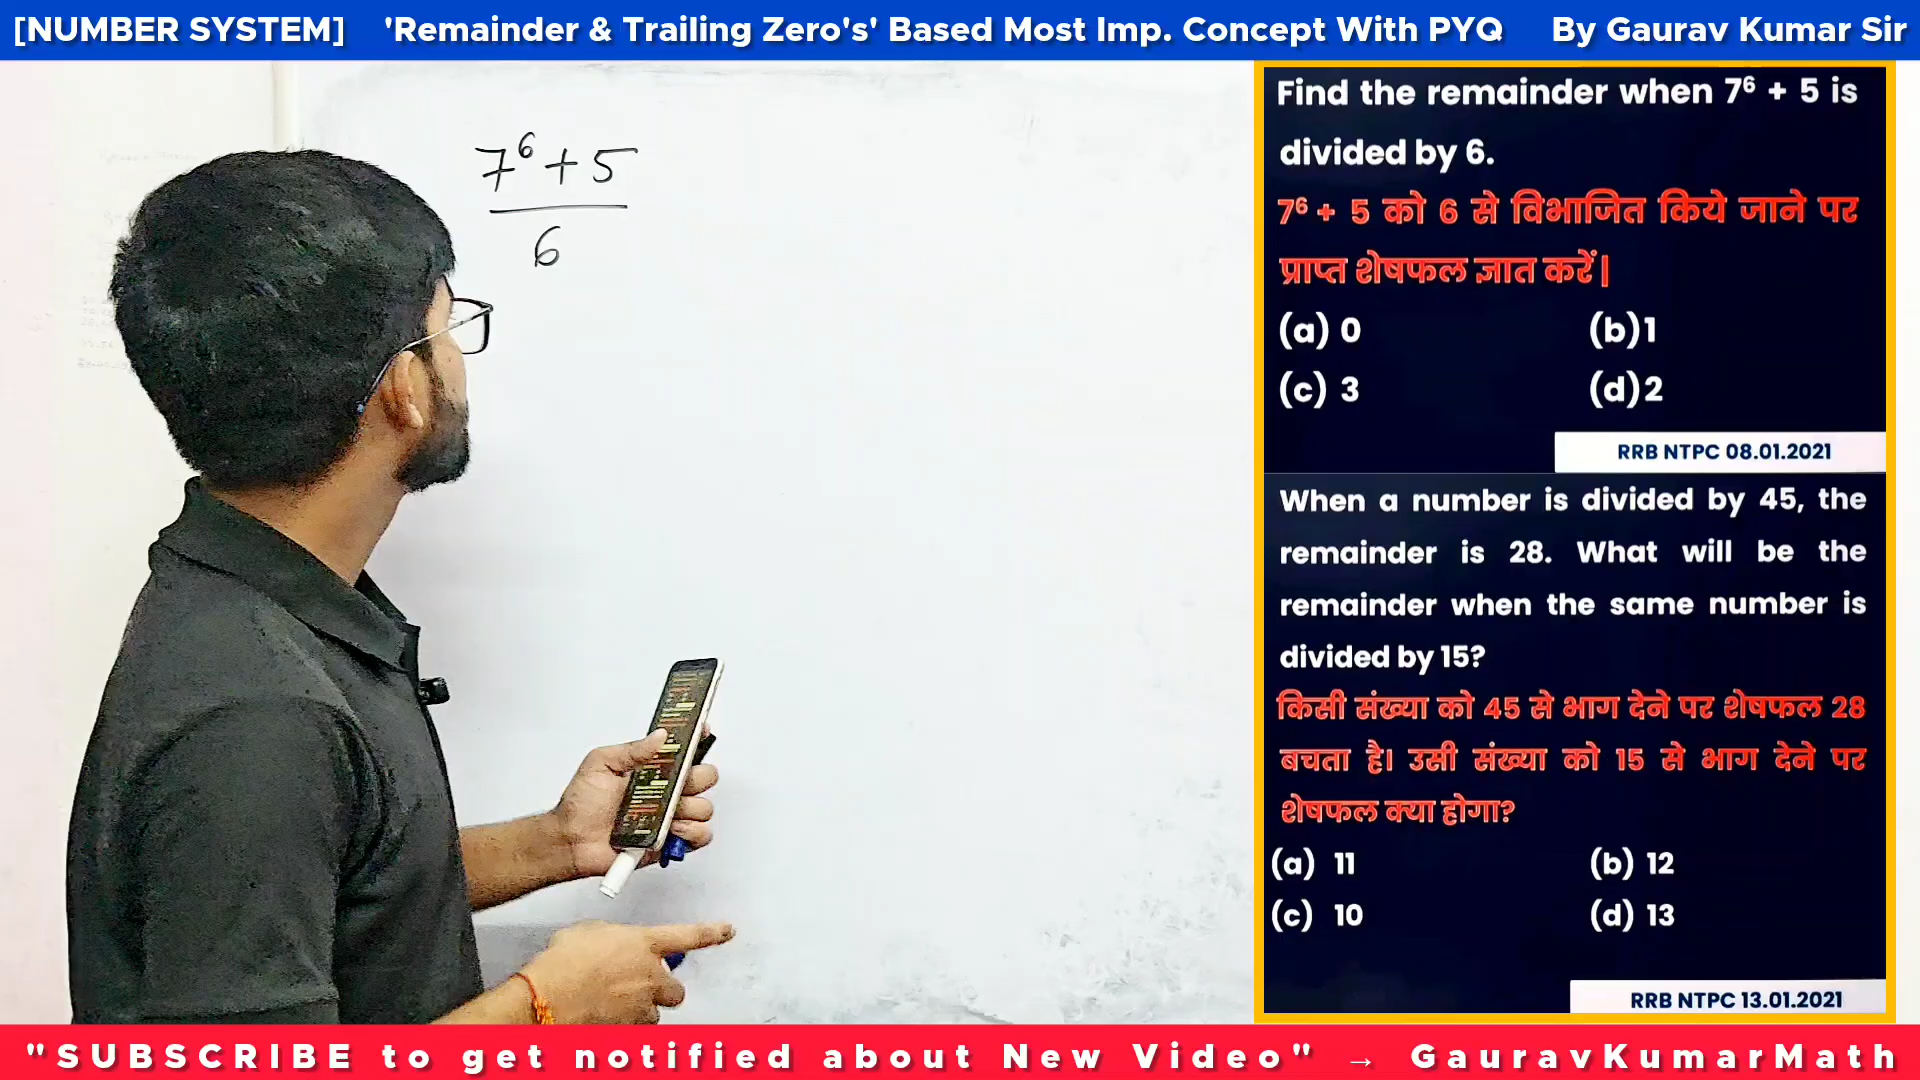 [NUMBER SYSTEM] 'Remainder & Trailing Zero's' Based Most Imp. Concept With PYQ By Gaurav Kumar Sir
7⁶ + 5
6
Find the remainder when 7⁶ + 5 is
divided by 6.
7⁶ + 5 को 6 से विभाजित किये जाने पर
प्राप्त शेषफल ज्ञात करें|
(a) 0 (b)1
(c) 3 (d)2
RRB NTPC 08.01.2021
When a number is divided by 45, the
remainder is 28. What will be the
remainder when the same number is
divided by 15?
किसी संख्या को 45 से भाग देने पर शेषफल 28
बचता है। उसी संख्या को 15 से भाग देने पर
शेषफल क्या होगा?
(a) 11 (b) 12
(c) 10 (d) 13
RRB NTPC 13.01.2021
"SUBSCRIBE to get notified about New Video" → GauravKumarMath